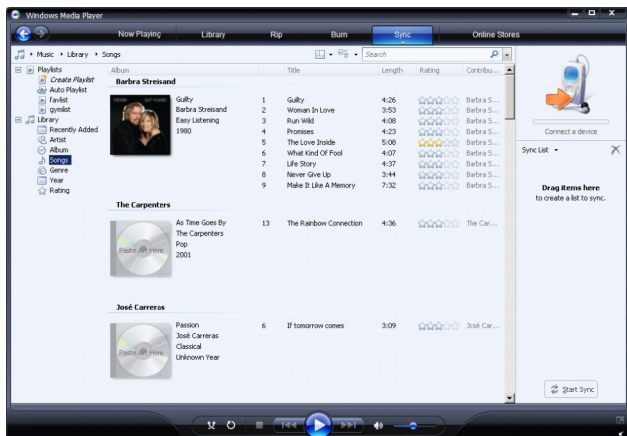 Windows Media Player
Now Playing Library Rip Burn Sync Online Stores
Music Library Songs Search
Playlists
Create Playlist
Auto Playlist
favlist
gymlist
Library
Recently Added
Artist
Album
Songs
Genre
Year
Rating
Album Title Length Rating Contribu...
Barbra Streisand
Guilty
Barbra Streisand
Easy Listening
1980
1 Guilty 4:26 Barbra S...
2 Woman In Love 3:53 Barbra S...
3 Run Wild 4:08 Barbra S...
4 Promises 4:23 Barbra S...
5 The Love Inside 5:08 Barbra S...
6 What Kind Of Fool 4:07 Barbra S...
7 Life Story 4:37 Barbra S...
8 Never Give Up 3:44 Barbra S...
9 Make It Like A Memory 7:32 Barbra S...
The Carpenters
Paste Art Here
As Time Goes By
The Carpenters
Pop
2001
13 The Rainbow Connection 4:36 The Car...
José Carreras
Paste Art Here
Passion
José Carreras
Classical
Unknown Year
6 If tomorrow comes 3:09 José Car...
Connect a device
Sync List
Drag items here
to create a list to sync.
Start Sync